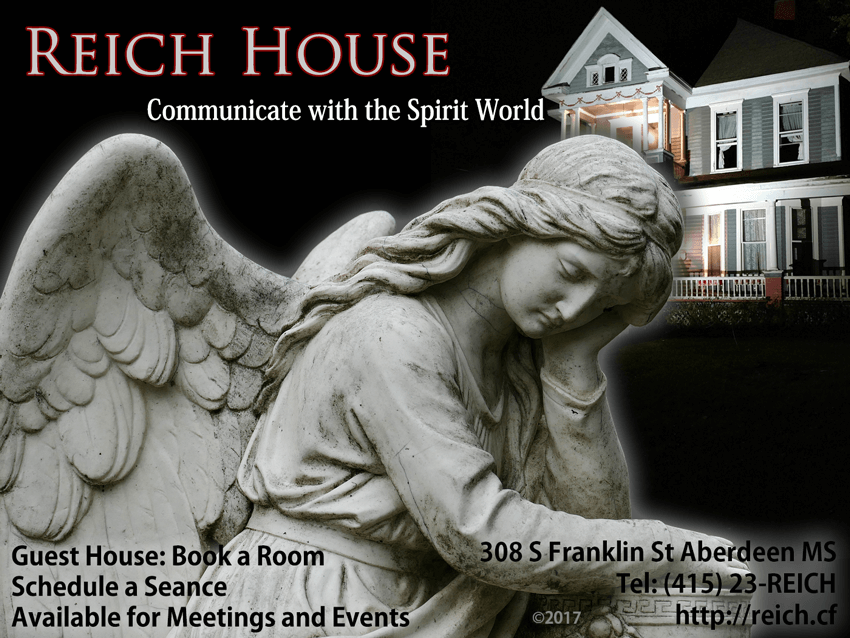 REICH HOUSE
Communicate with the Spirit World
Guest House: Book a Room
Schedule a Seance
Available for Meetings and Events
308 S Franklin St Aberdeen MS
Tel: (415) 23-REICH
http://reich.cf
©2017